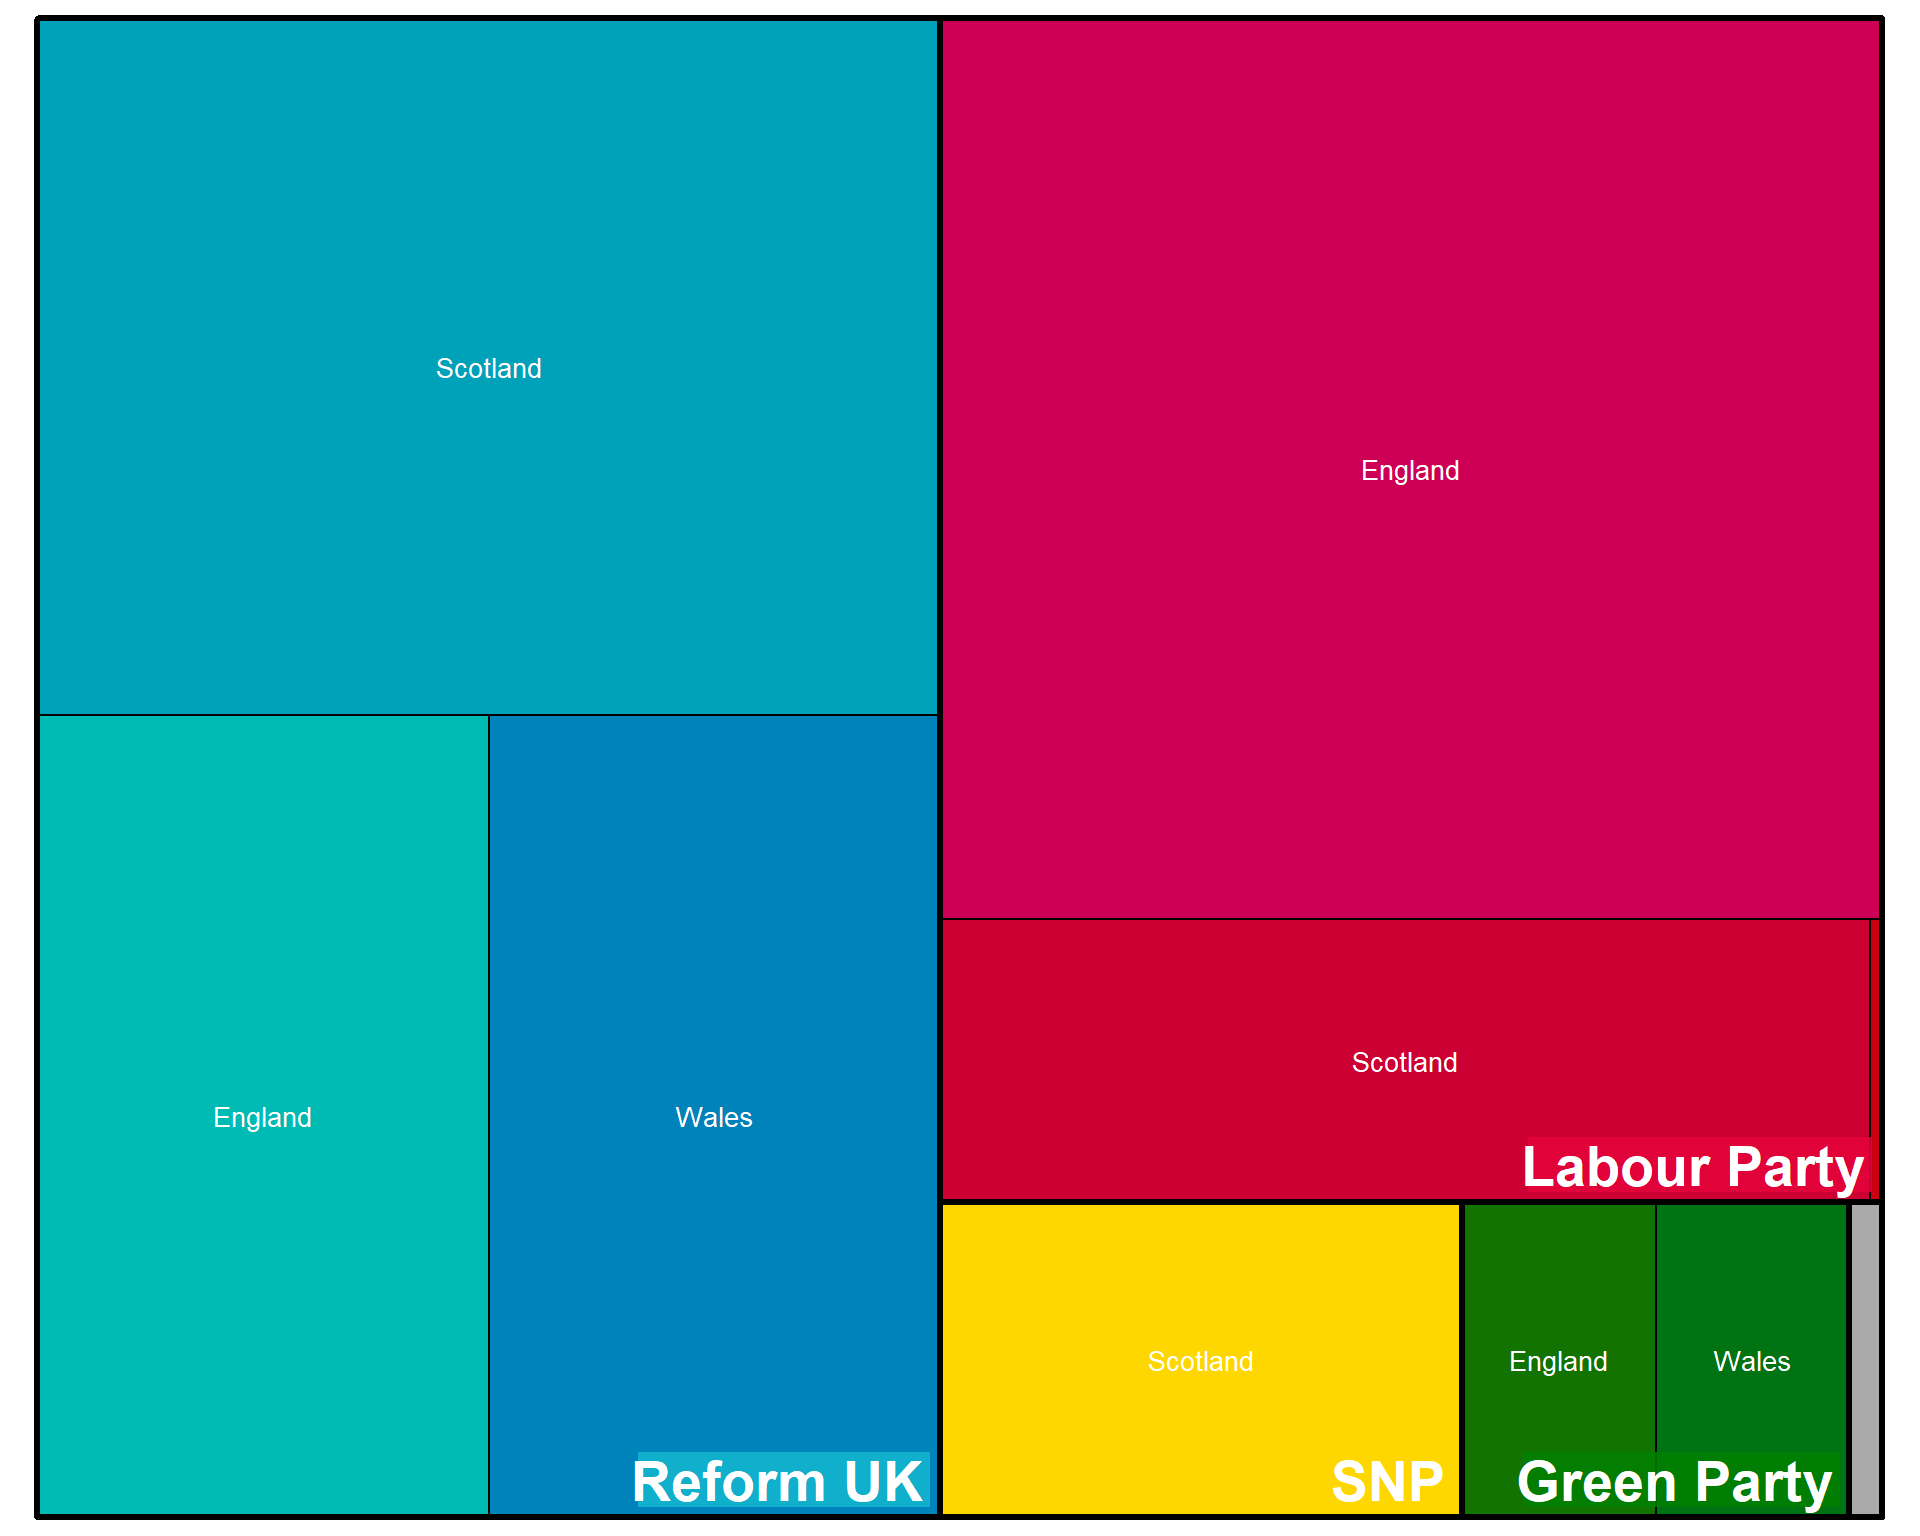 Scotland
England
England
Wales
Scotland
Labour Party
Scotland
England
Wales
Reform UK
SNP
Green Party